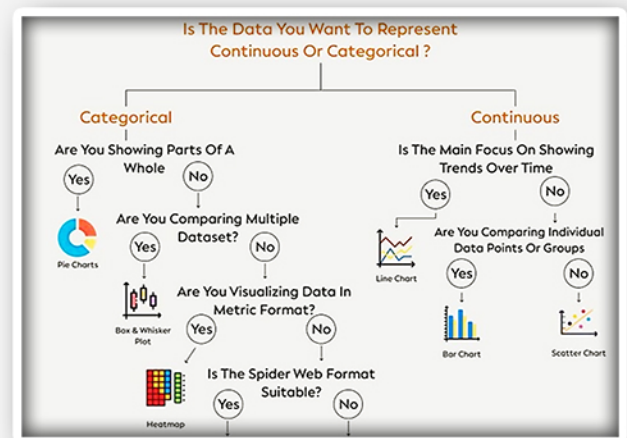 Is The Data You Want To Represent
Continuous Or Categorical ?
Categorical
Continuous
Are You Showing Parts Of A
Whole
Is The Main Focus On Showing
Trends Over Time
Yes
No
Yes
No
Pie Charts
Are You Comparing Multiple
Dataset?
Line Chart
Are You Comparing Individual
Data Points Or Groups
Yes
No
Yes
No
Box & Whisker
Plot
Are You Visualizing Data In
Metric Format?
Bar Chart
Scatter Chart
Yes
No
Heatmap
Is The Spider Web Format
Suitable?
Yes
No